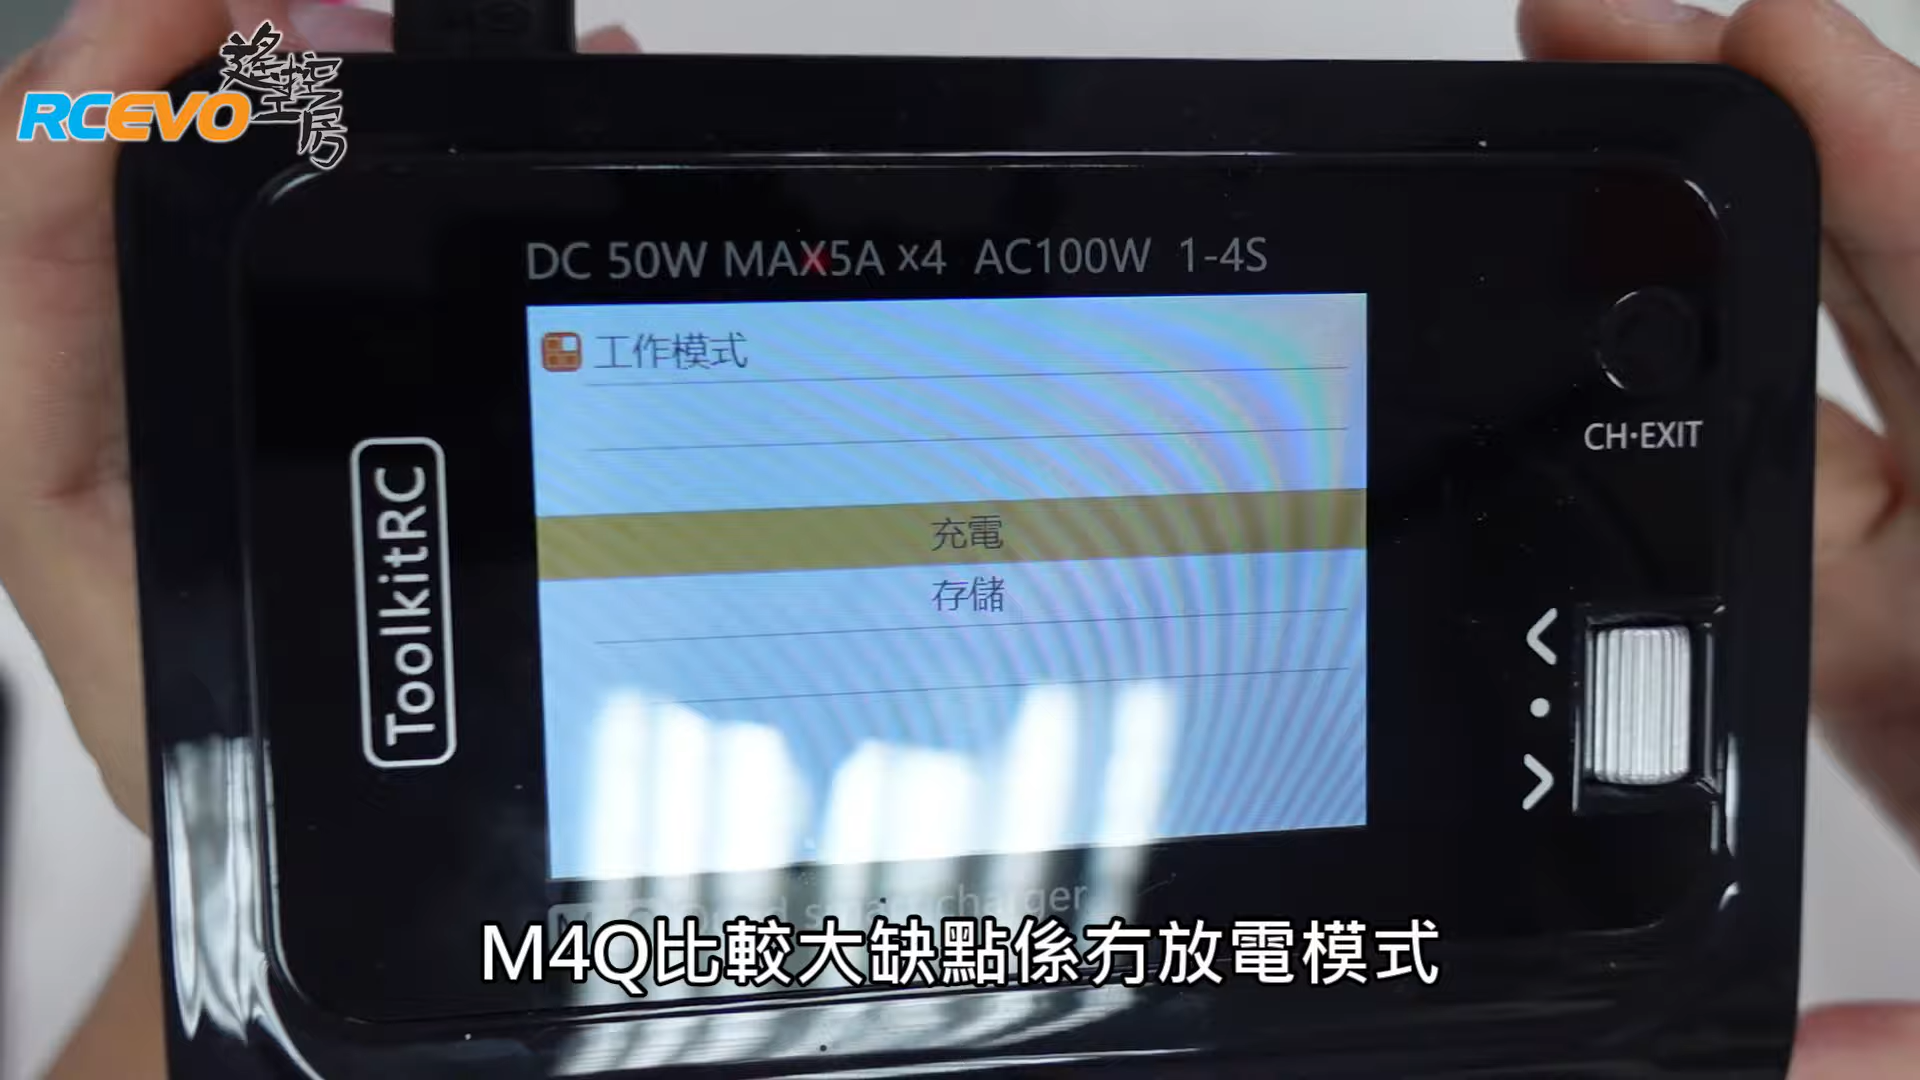 遙控房
RCEVO
DC 50W MAX5A x4 AC100W 1-4S
工作模式
充電
存儲
ToolkitRC
CH·EXIT
charger
M4Q比較大缺點係冇放電模式